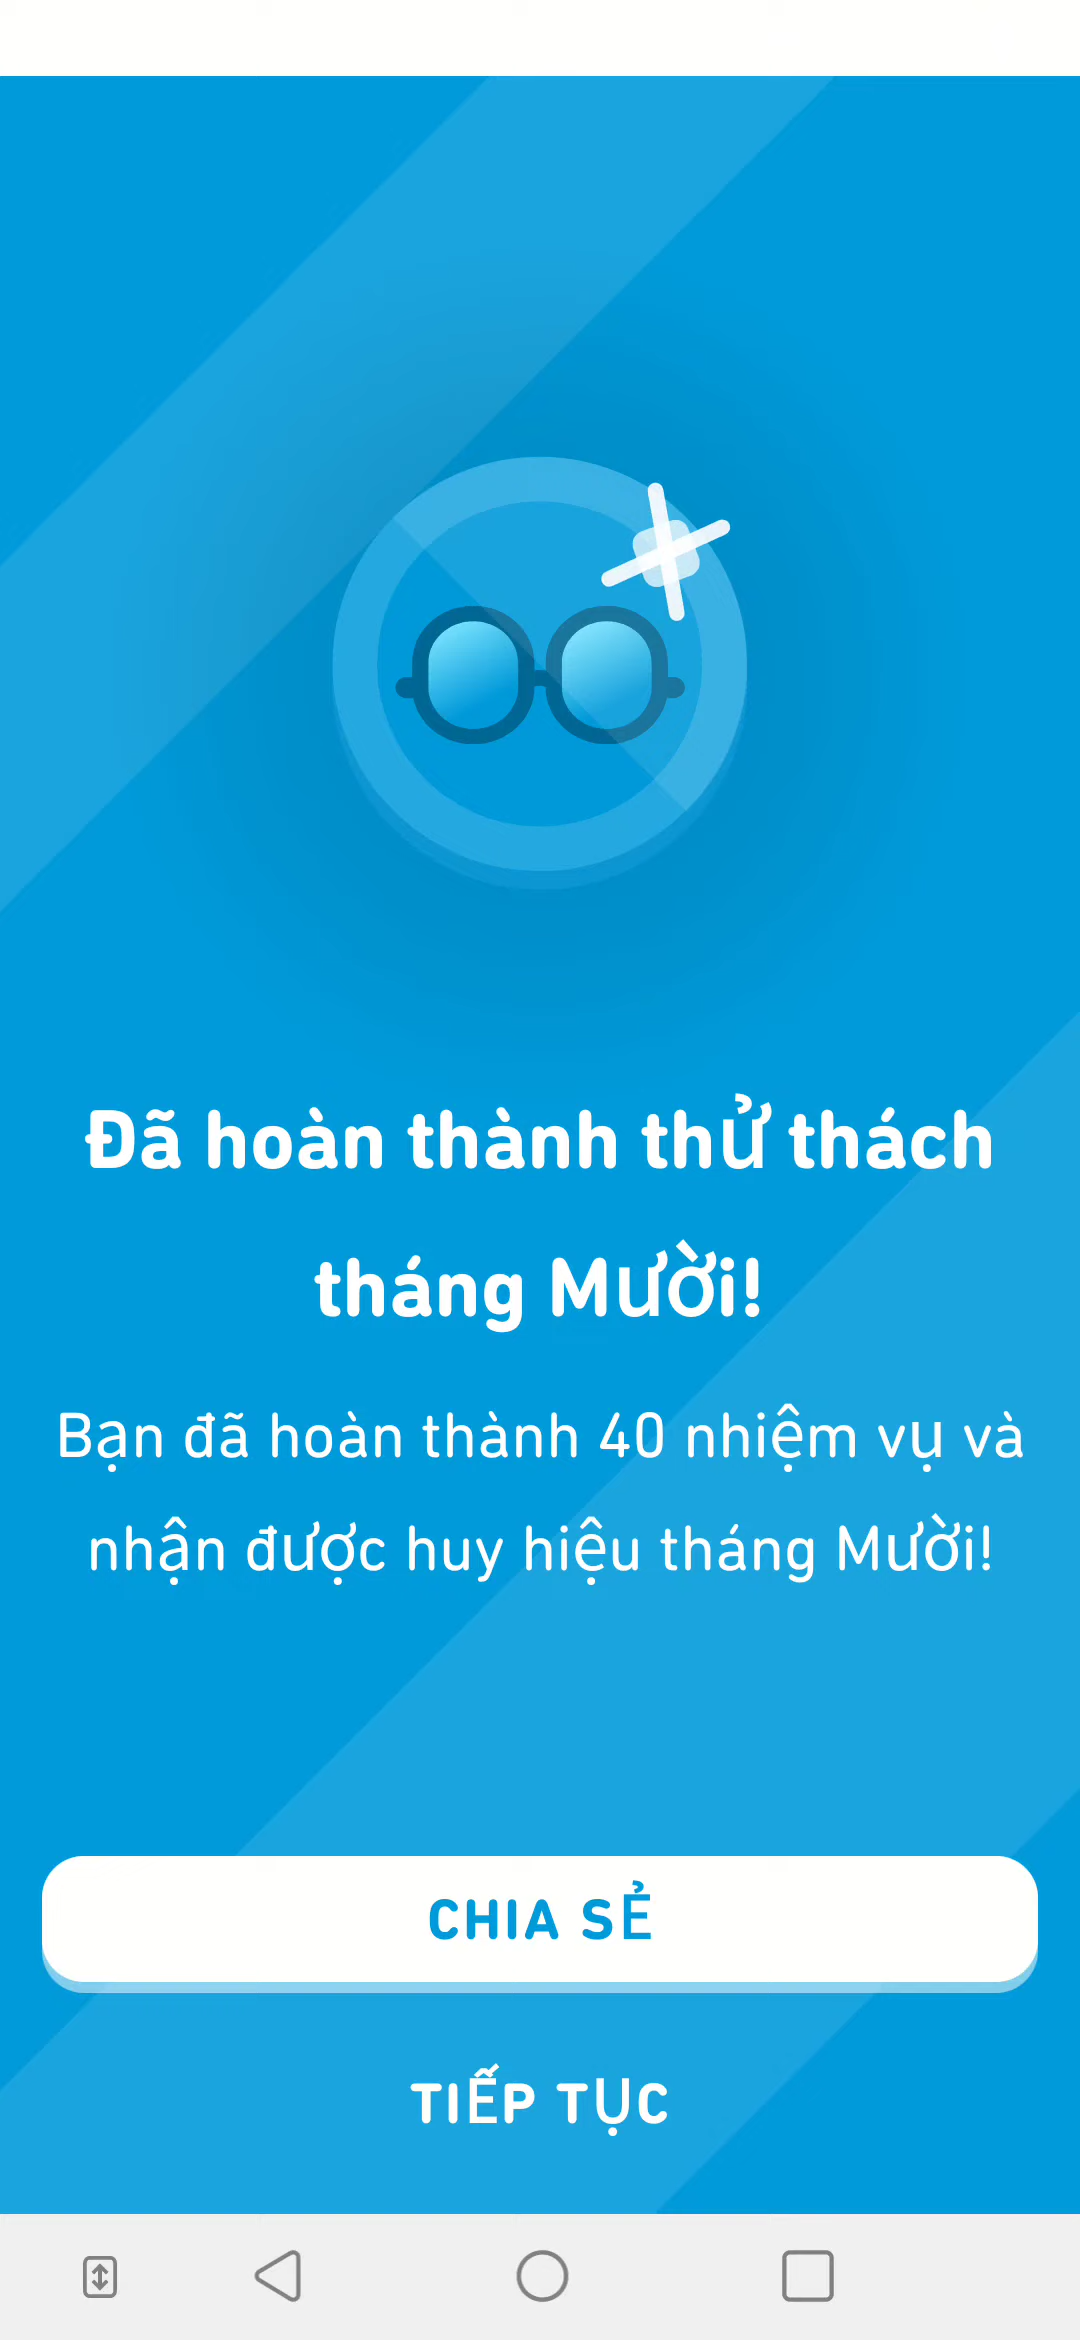 Đã hoàn thành thử thách
tháng Mười!
Bạn đã hoàn thành 40 nhiệm vụ và
nhận được huy hiệu tháng Mười!
CHIA SẺ
TIẾP TỤC